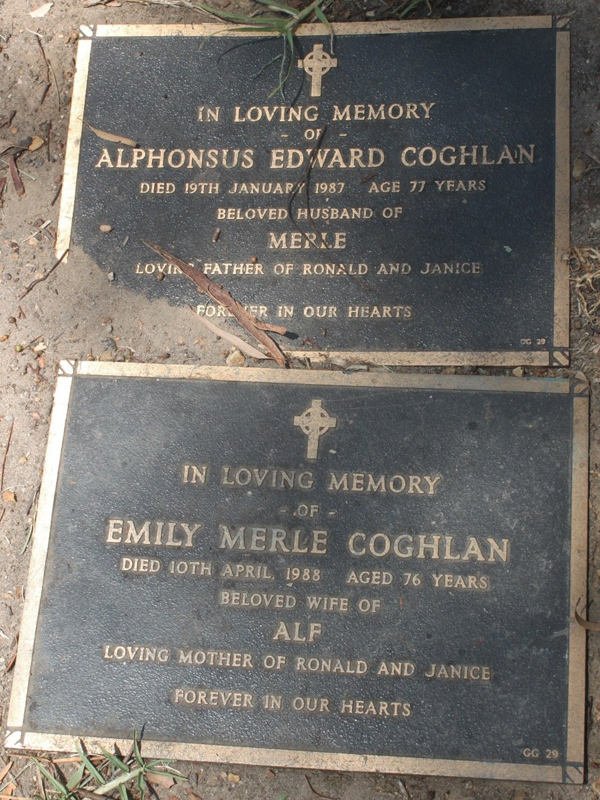 IN LOVING MEMORY
- OF -
ALPHONSUS EDWARD COGHLAN
DIED 19TH JANUARY 1987 AGE 77 YEARS
BELOVED HUSBAND OF
MERLE
LOVING FATHER OF RONALD AND JANICE
FOREVER IN OUR HEARTS
GG 29
IN LOVING MEMORY
- OF -
EMILY MERLE COGHLAN
DIED 10TH APRIL, 1988 AGED 76 YEARS
BELOVED WIFE OF
ALF
LOVING MOTHER OF RONALD AND JANICE
FOREVER IN OUR HEARTS
GG 29